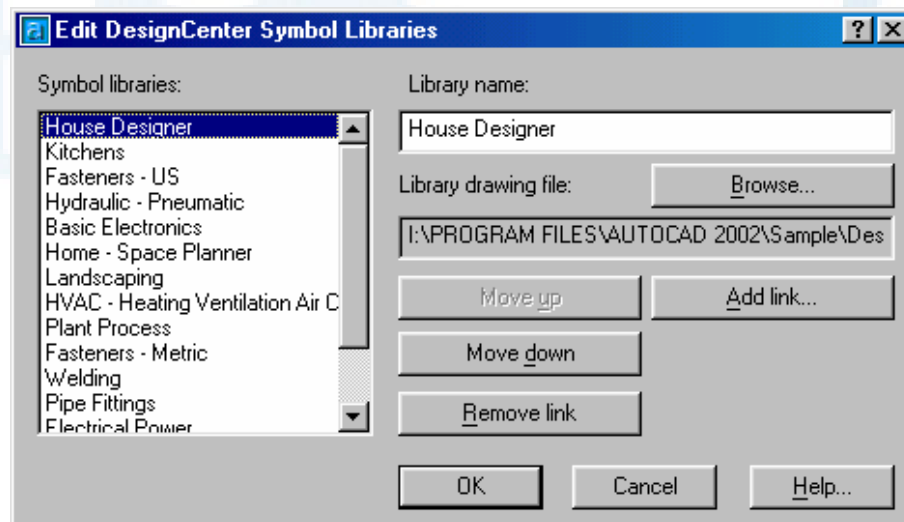 Edit DesignCenter Symbol Libraries
Symbol libraries:
House Designer
Kitchens
Fasteners - US
Hydraulic - Pneumatic
Basic Electronics
Home - Space Planner
Landscaping
HVAC - Heating Ventilation Air C
Plant Process
Fasteners - Metric
Welding
Pipe Fittings
Electrical Power
Library name:
House Designer
Library drawing file:
Browse...
I:\PROGRAM FILES\AUTOCAD 2002\Sample\Des
Move up
Add link...
Move down
Remove link
OK
Cancel
Help...